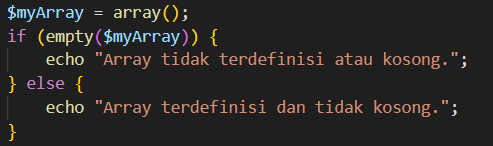 $myArray = array();
if (empty($myArray)) {
    echo "Array tidak terdefinisi atau kosong.";
} else {
    echo "Array terdefinisi dan tidak kosong.";
}